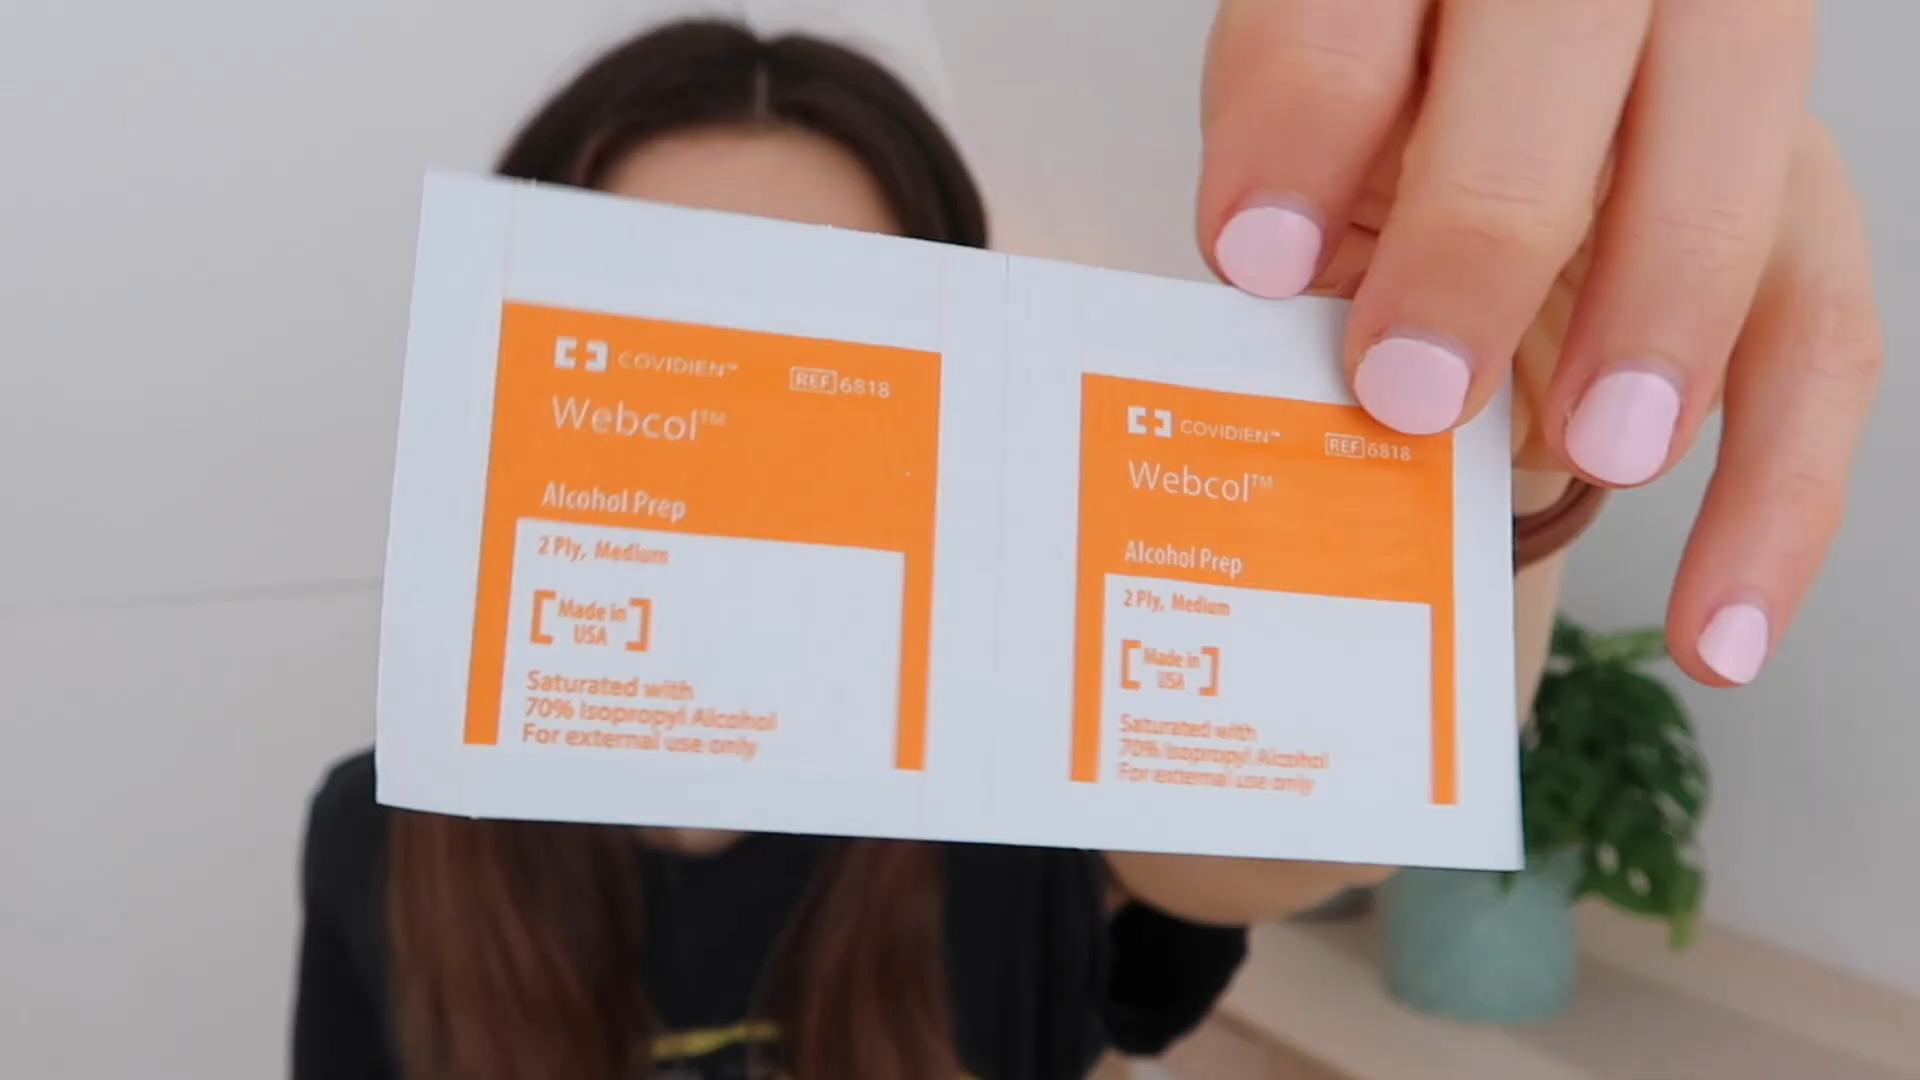 COVIDIEN™ REF 6818
Webcol™
Alcohol Prep
2 Ply, Medium
Made in
USA
Saturated with
70% Isopropyl Alcohol
For external use only
COVIDIEN™ REF 6818
Webcol™
Alcohol Prep
2 Ply, Medium
Made in
USA
Saturated with
70% Isopropyl Alcohol
For external use only